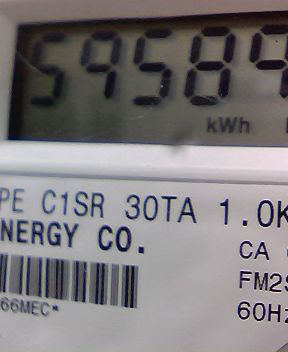 59589
kWh
PE C1SR 30TA 1.0K
NERGY CO.
CA
FM2S
66MEC*
60Hz